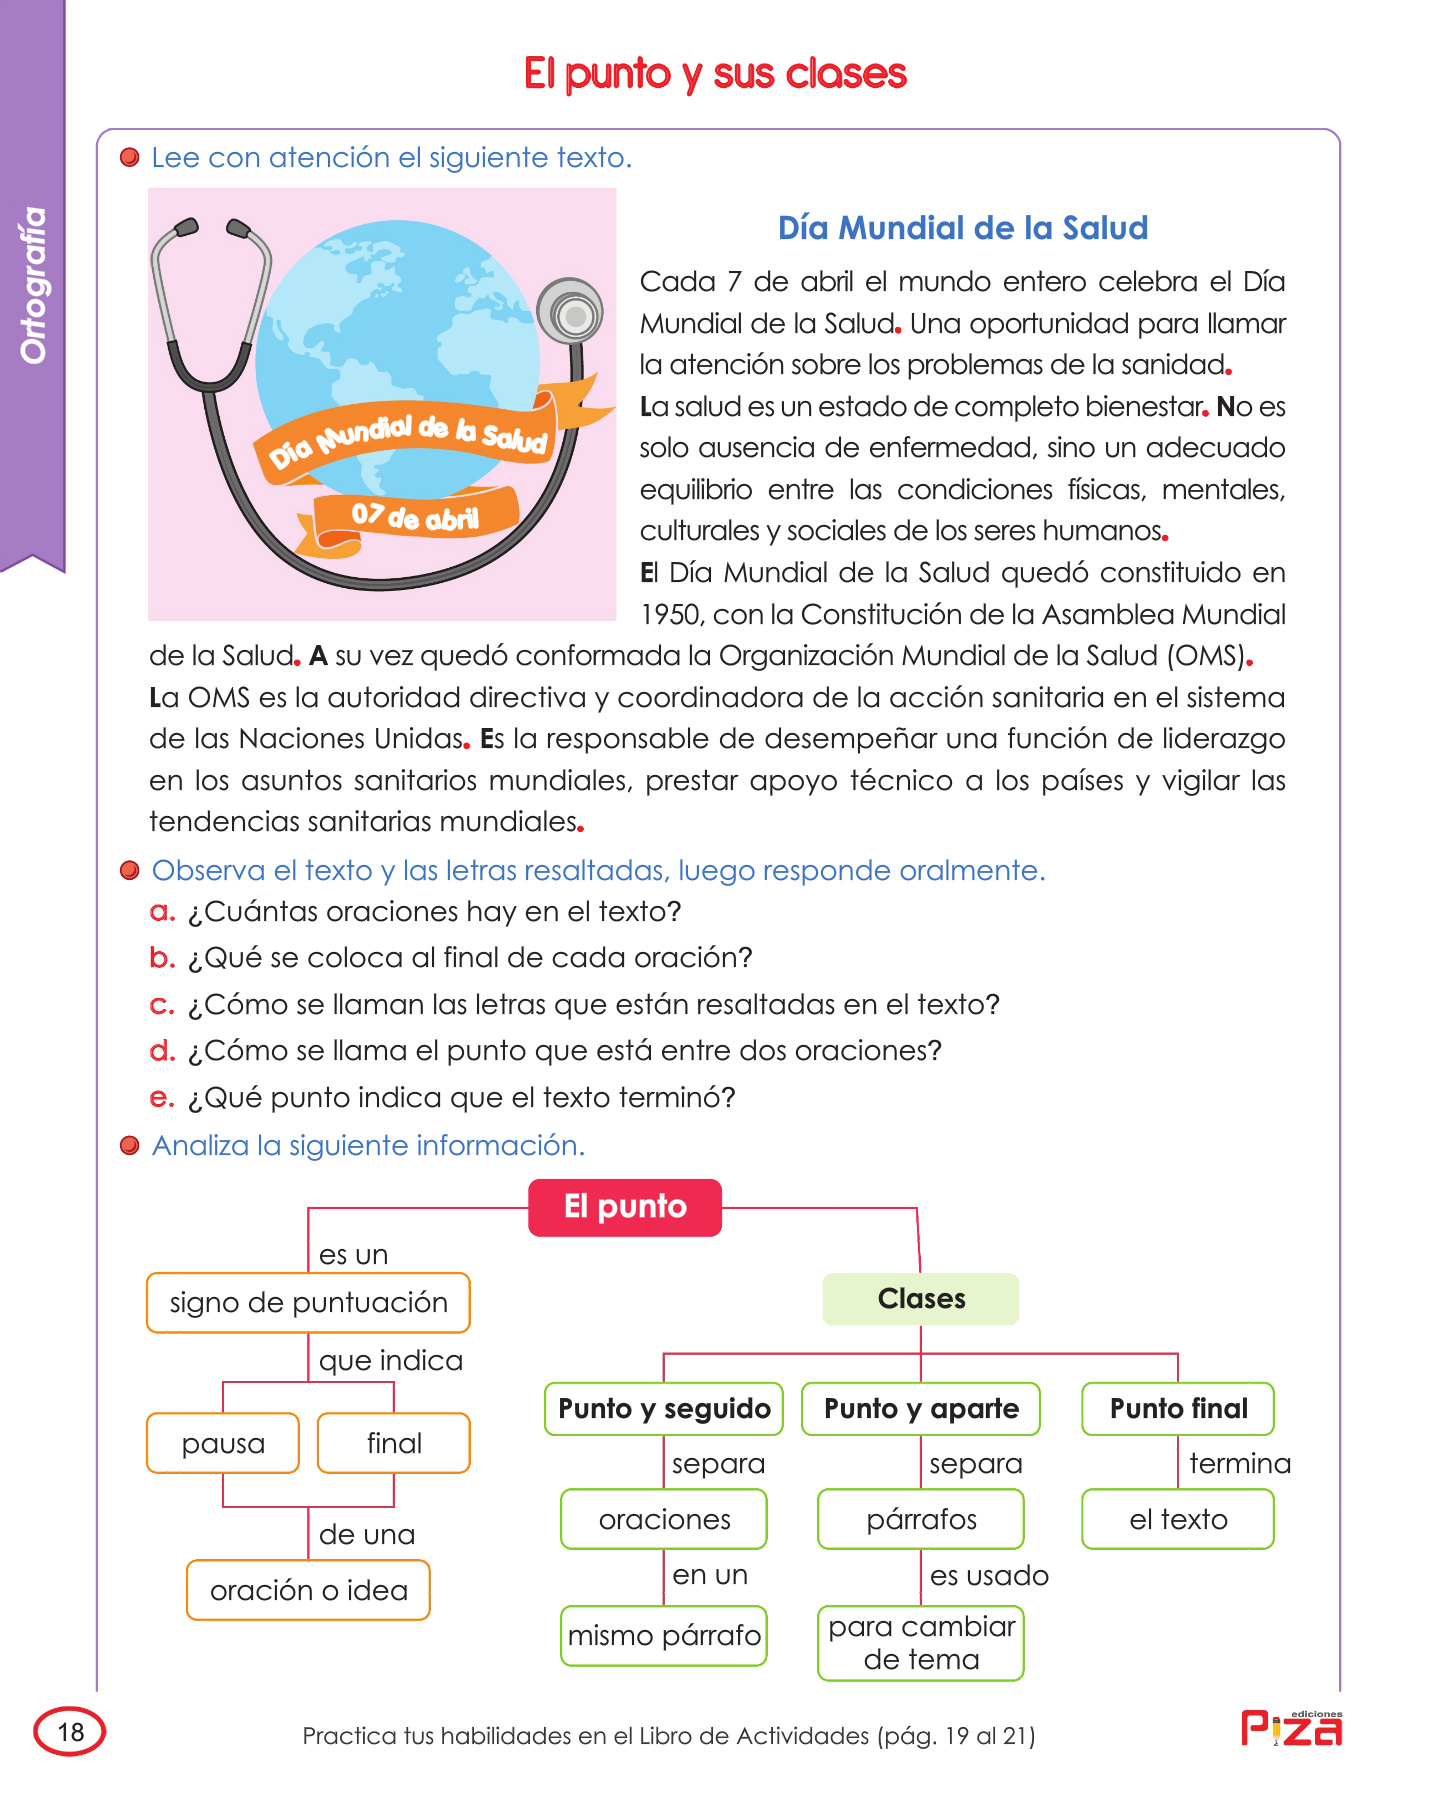 El punto y sus clases
Ortografía
Lee con atención el siguiente texto.
Día Mundial de la Salud
07 de abril
Día Mundial de la Salud
Cada 7 de abril el mundo entero celebra el Día
Mundial de la Salud. Una oportunidad para llamar
la atención sobre los problemas de la sanidad.
La salud es un estado de completo bienestar. No es
solo ausencia de enfermedad, sino un adecuado
equilibrio entre las condiciones físicas, mentales,
culturales y sociales de los seres humanos.
El Día Mundial de la Salud quedó constituido en
1950, con la Constitución de la Asamblea Mundial
de la Salud. A su vez quedó conformada la Organización Mundial de la Salud (OMS).
La OMS es la autoridad directiva y coordinadora de la acción sanitaria en el sistema
de las Naciones Unidas. Es la responsable de desempeñar una función de liderazgo
en los asuntos sanitarios mundiales, prestar apoyo técnico a los países y vigilar las
tendencias sanitarias mundiales.
Observa el texto y las letras resaltadas, luego responde oralmente.
a. ¿Cuántas oraciones hay en el texto?
b. ¿Qué se coloca al final de cada oración?
c. ¿Cómo se llaman las letras que están resaltadas en el texto?
d. ¿Cómo se llama el punto que está entre dos oraciones?
e. ¿Qué punto indica que el texto terminó?
Analiza la siguiente información.
El punto
es un
signo de puntuación
que indica
pausa
final
de una
oración o idea
Clases
Punto y seguido
separa
oraciones
en un
mismo párrafo
Punto y aparte
separa
párrafos
es usado
para cambiar
de tema
Punto final
termina
el texto
18
Practica tus habilidades en el Libro de Actividades (pág. 19 al 21)
ediciones
Piza